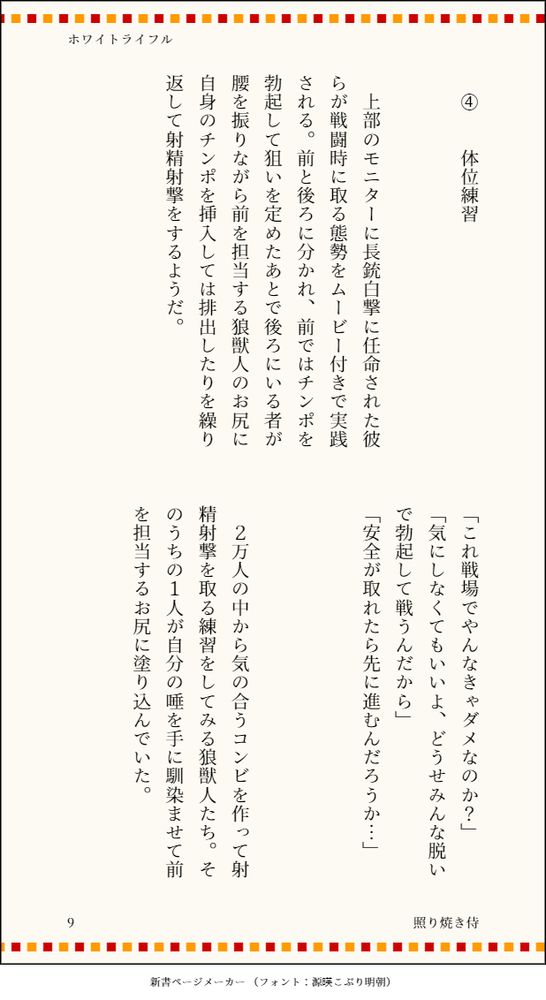 ホワイトライフル
④　体位練習
　上部のモニターに長銃白撃に任命された彼
らが戦闘時に取る態勢をムービー付きで実践
される。前と後ろに分かれ、前ではチンポを
勃起して狙いを定めたあとで後ろにいる者が
腰を振りながら前を担当する狼獣人のお尻に
自身のチンポを挿入しては排出したりを繰り
返して射精射撃をするようだ。
「これ戦場でやんなきゃダメなのか？」
「気にしなくてもいいよ、どうせみんな脱い
で勃起して戦うんだから」
「安全が取れたら先に進むんだろうか…」
　２万人の中から気の合うコンビを作って射
精射撃を取る練習をしてみる狼獣人たち。そ
のうちの１人が自分の唾を手に馴染ませて前
を担当するお尻に塗り込んでいた。
9
照り焼き侍
新書ページメーカー（フォント：源暎こぶり明朝）